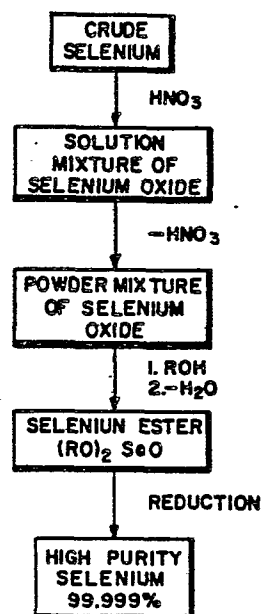 CRUDE
SELENIUM
HNO₃
SOLUTION
MIXTURE OF
SELENIUM OXIDE
-HNO₃
POWDER MIXTURE
OF SELENIUM
OXIDE
1. ROH
2.-H₂O
SELENIUN ESTER
(RO)₂ SeO
REDUCTION
HIGH PURITY
SELENIUM
99.999%